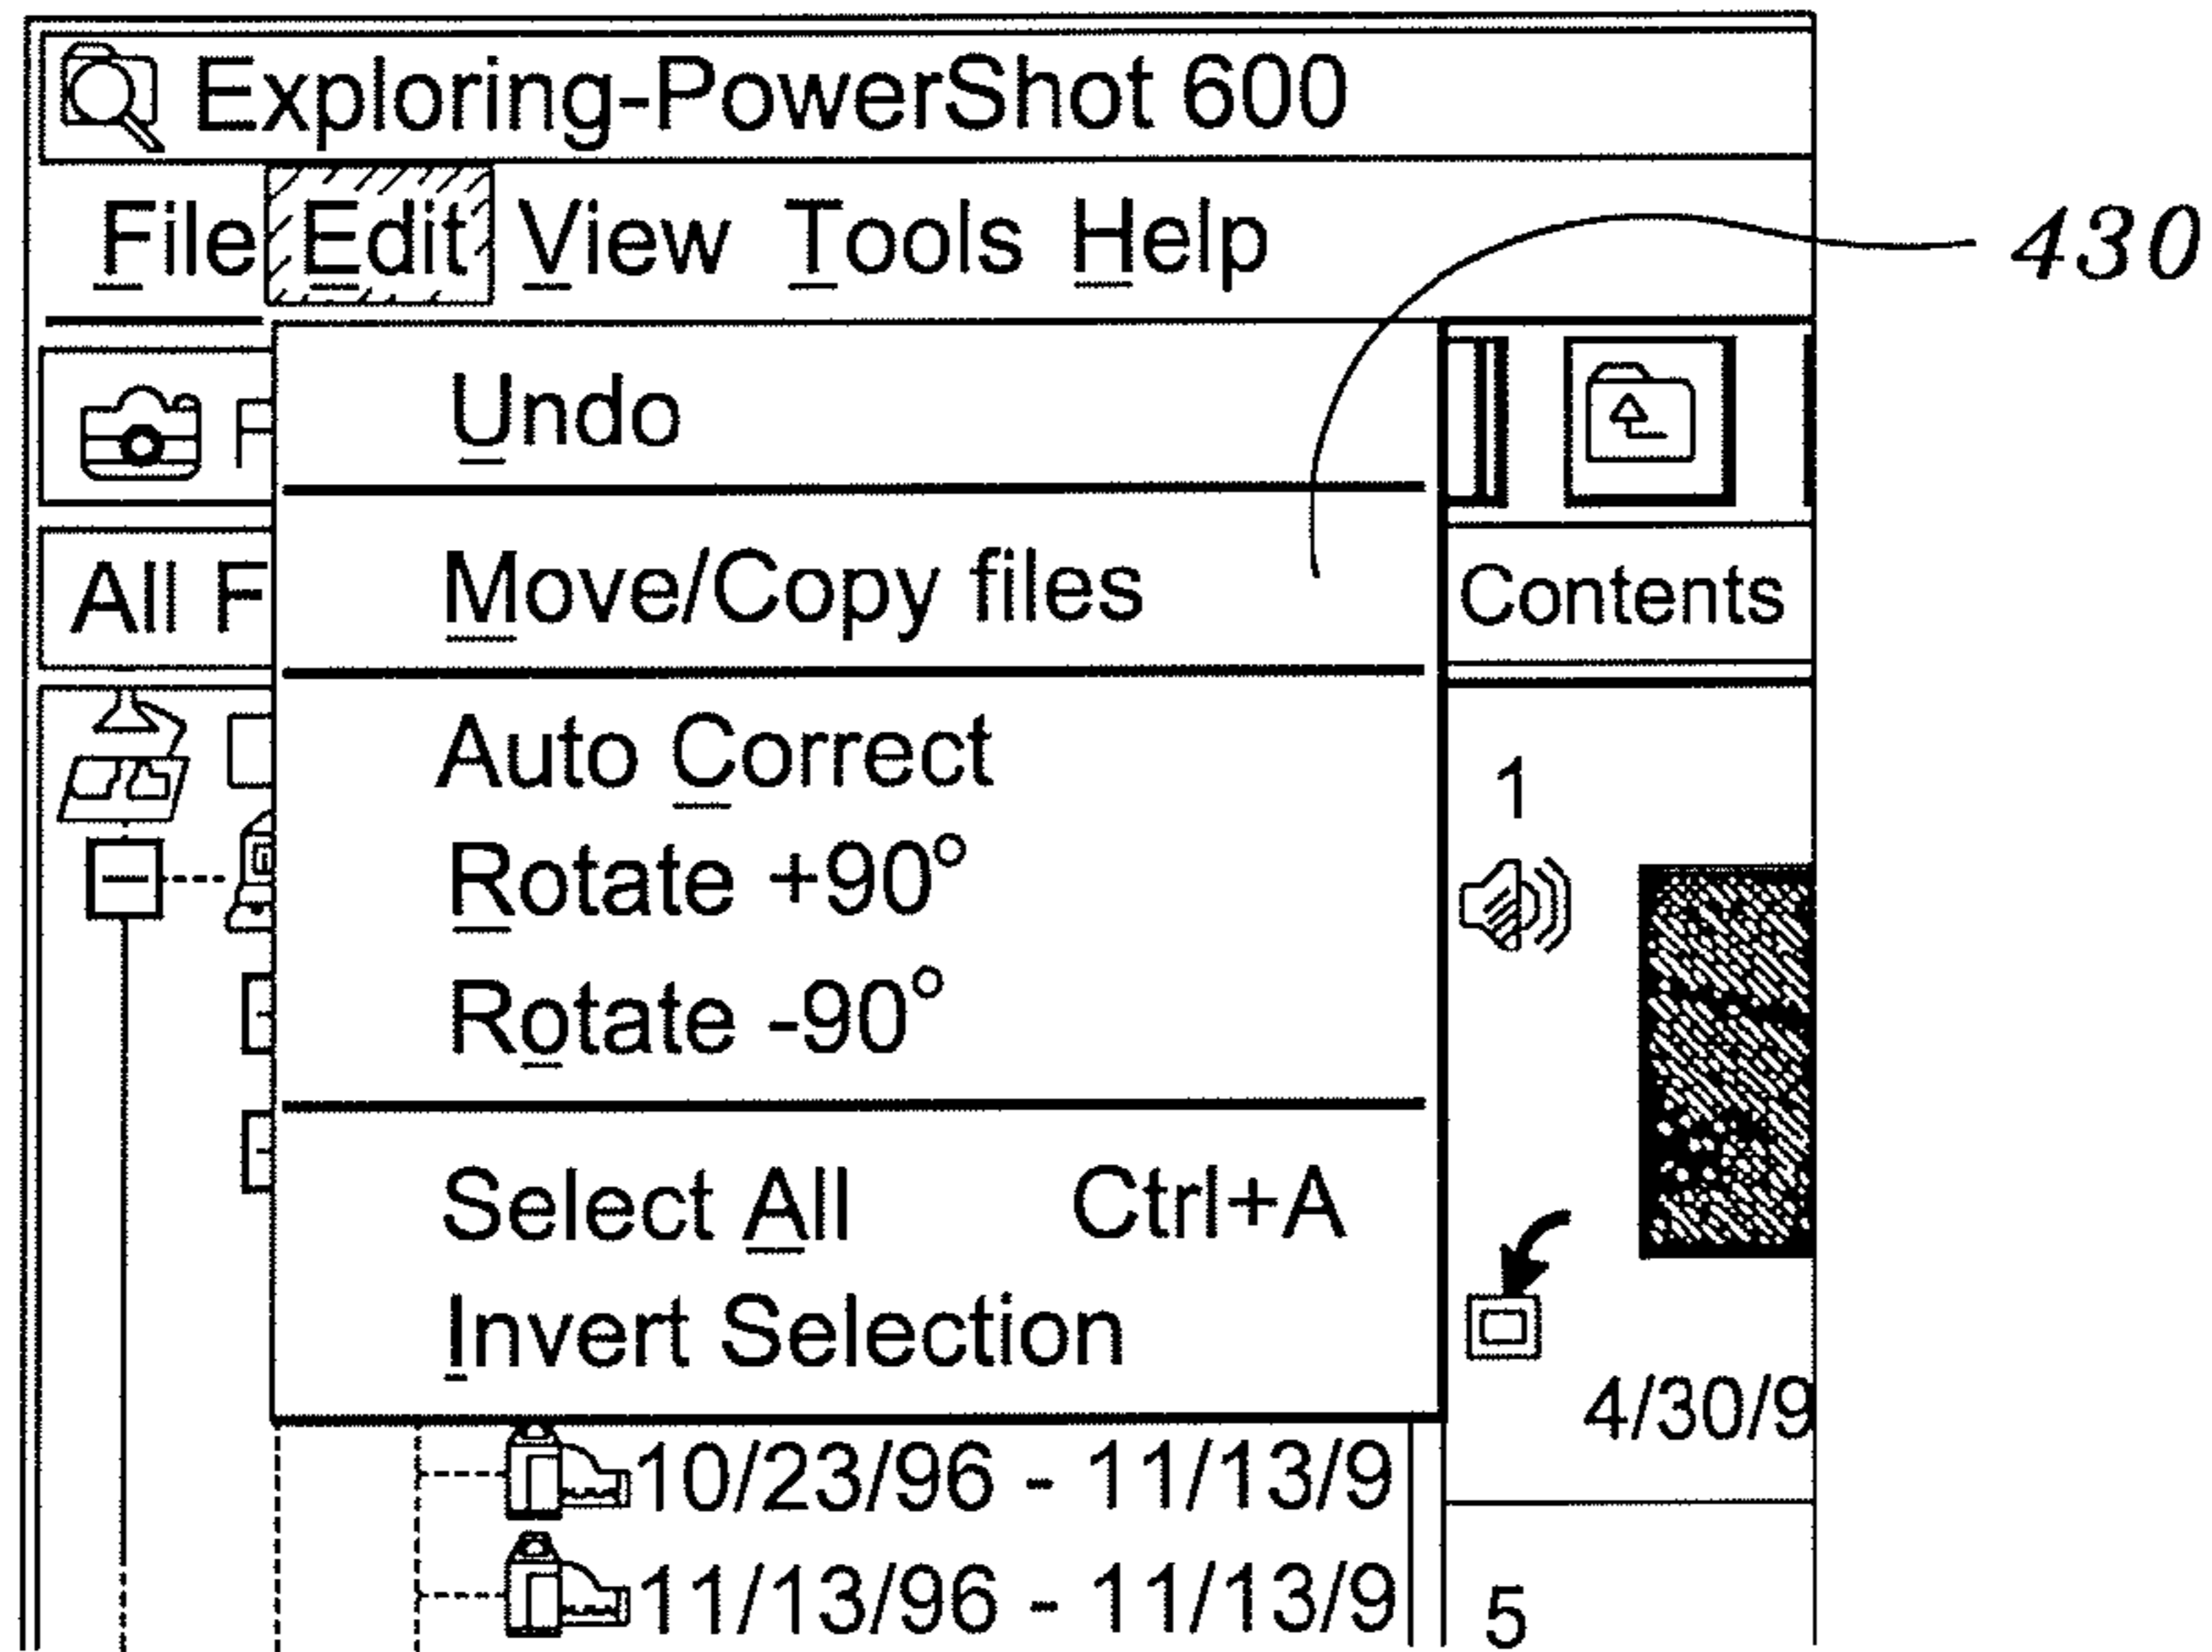 Exploring-PowerShot 600
File Edit View Tools Help
430
Undo
Move/Copy files
All F
Contents
Auto Correct
1
Rotate +90°
Rotate -90°
Select All Ctrl+A
Invert Selection
4/30/9
10/23/96 - 11/13/9
11/13/96 - 11/13/9
5